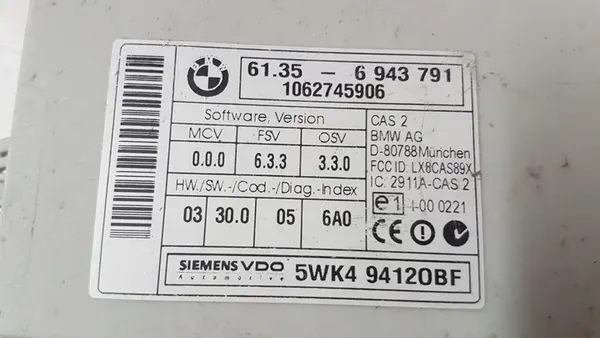 BMW
61.35 - 6 943 791
1062745906
Software, Version
MCV FSV OSV
0.0.0 6.3.3 3.3.0
HW./SW.-/Cod.-/Diag.-Index
03 30.0 05 6A0
CAS 2
BMW AG
D-80788München
FCC ID: LX8CAS89X
IC: 2911A-CAS 2
e1 I-00 0221
CE
SIEMENS VDO
Automotive
5WK4 94120BF